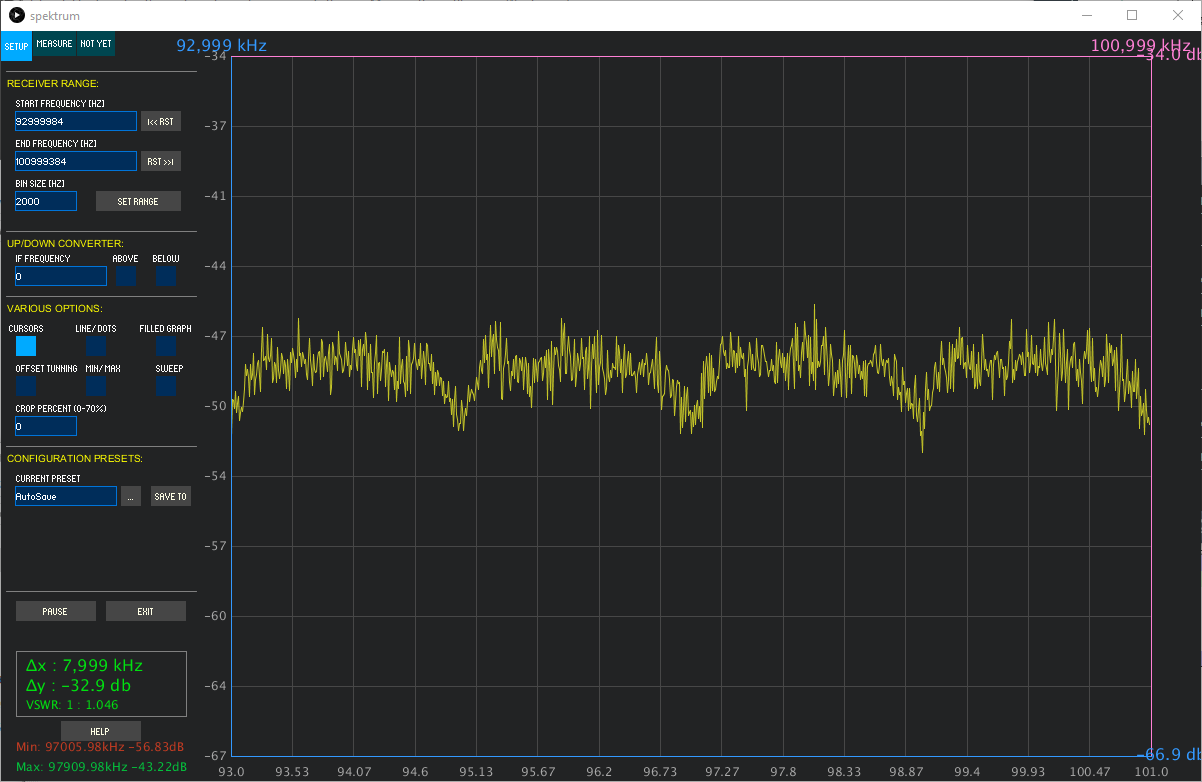 spektrum
SETUP MEASURE NOT YET
92,999 kHz 100,999 kHz
-34.0 db
RECEIVER RANGE:
START FREQUENCY [HZ]
92999984 |<< RST
END FREQUENCY [HZ]
100999384 RST >>|
BIN SIZE [HZ]
2000 SET RANGE
UP/DOWN CONVERTER:
IF FREQUENCY ABOVE BELOW
0
VARIOUS OPTIONS:
CURSORS LINE/DOTS FILLED GRAPH
OFFSET TUNNING MIN/MAX SWEEP
CROP PERCENT (0-70%)
0
CONFIGURATION PRESETS:
CURRENT PRESET
AutoSave ... SAVE TO
PAUSE EXIT
Δx : 7,999 kHz
Δy : -32.9 db
VSWR: 1 : 1.046
HELP
Min: 97005.98kHz -56.83dB
Max: 97909.98kHz -43.22dB
-34
-37
-41
-44
-47
-50
-54
-57
-60
-64
-67
-66.9 db
93.0 93.53 94.07 94.6 95.13 95.67 96.2 96.73 97.27 97.8 98.33 98.87 99.4 99.93 100.47 101.0